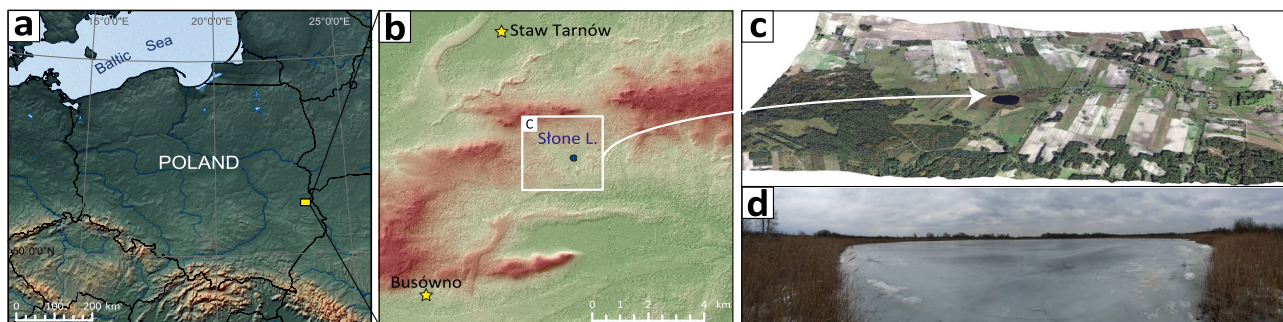 a
15°0'0"E
20°0'0"E
25°0'0"E
Baltic Sea
POLAND
50°0'0"N
0 100 200 km
b
Staw Tarnów
C
Słone L.
Busówno
0 1 2 4 km
c
d